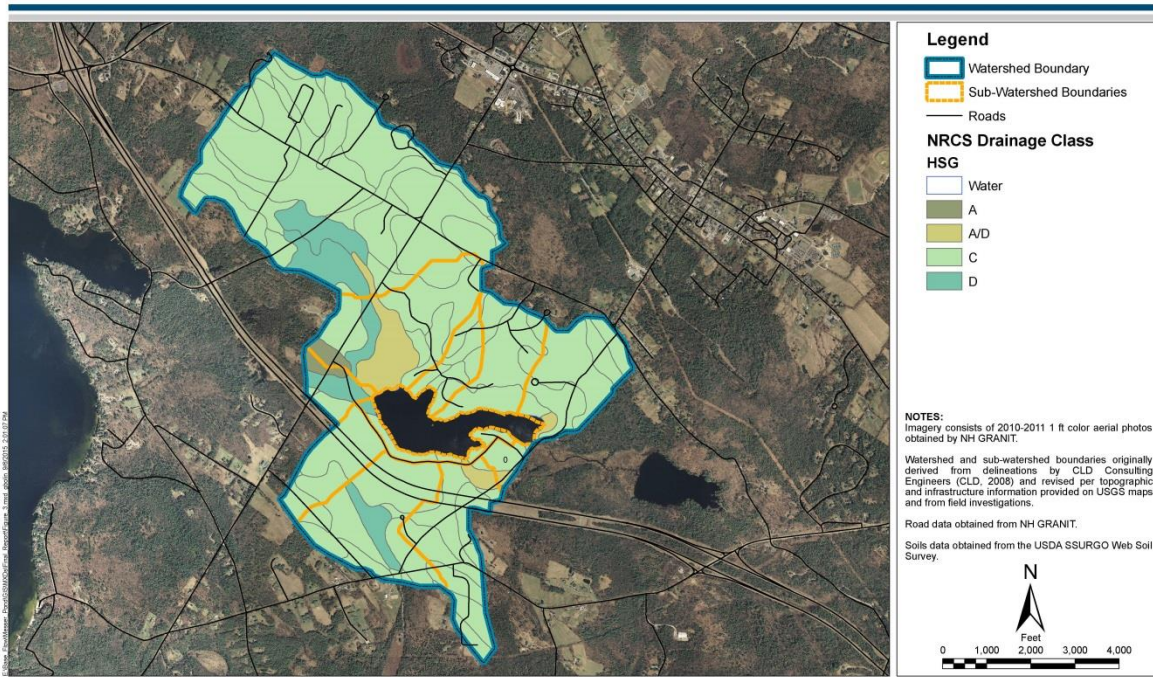 Legend
Watershed Boundary
Sub-Watershed Boundaries
Roads
NRCS Drainage Class
HSG
Water
A
A/D
C
D
NOTES:
Imagery consists of 2010-2011 1 ft color aerial photos
obtained by NH GRANIT.
Watershed and sub-watershed boundaries originally
derived from delineations by CLD Consulting
Engineers (CLD, 2008) and revised per topographic
and infrastructure information provided on USGS maps
and from field investigations.
Road data obtained from NH GRANIT.
Soils data obtained from the USDA SSURGO Web Soil
Survey.
N
Feet
0 1,000 2,000 3,000 4,000